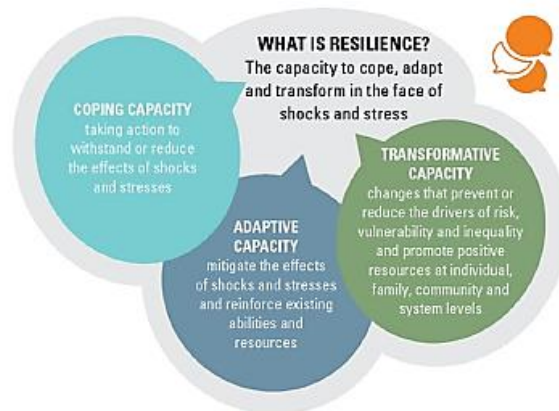 WHAT IS RESILIENCE?
The capacity to cope, adapt
and transform in the face of
shocks and stress
COPING CAPACITY
taking action to
withstand or reduce
the effects of shocks
and stresses
ADAPTIVE
CAPACITY
mitigate the effects
of shocks and stresses
and reinforce existing
abilities and
resources
TRANSFORMATIVE
CAPACITY
changes that prevent or
reduce the drivers of risk,
vulnerability and inequality
and promote positive
resources at individual,
family, community and
system levels